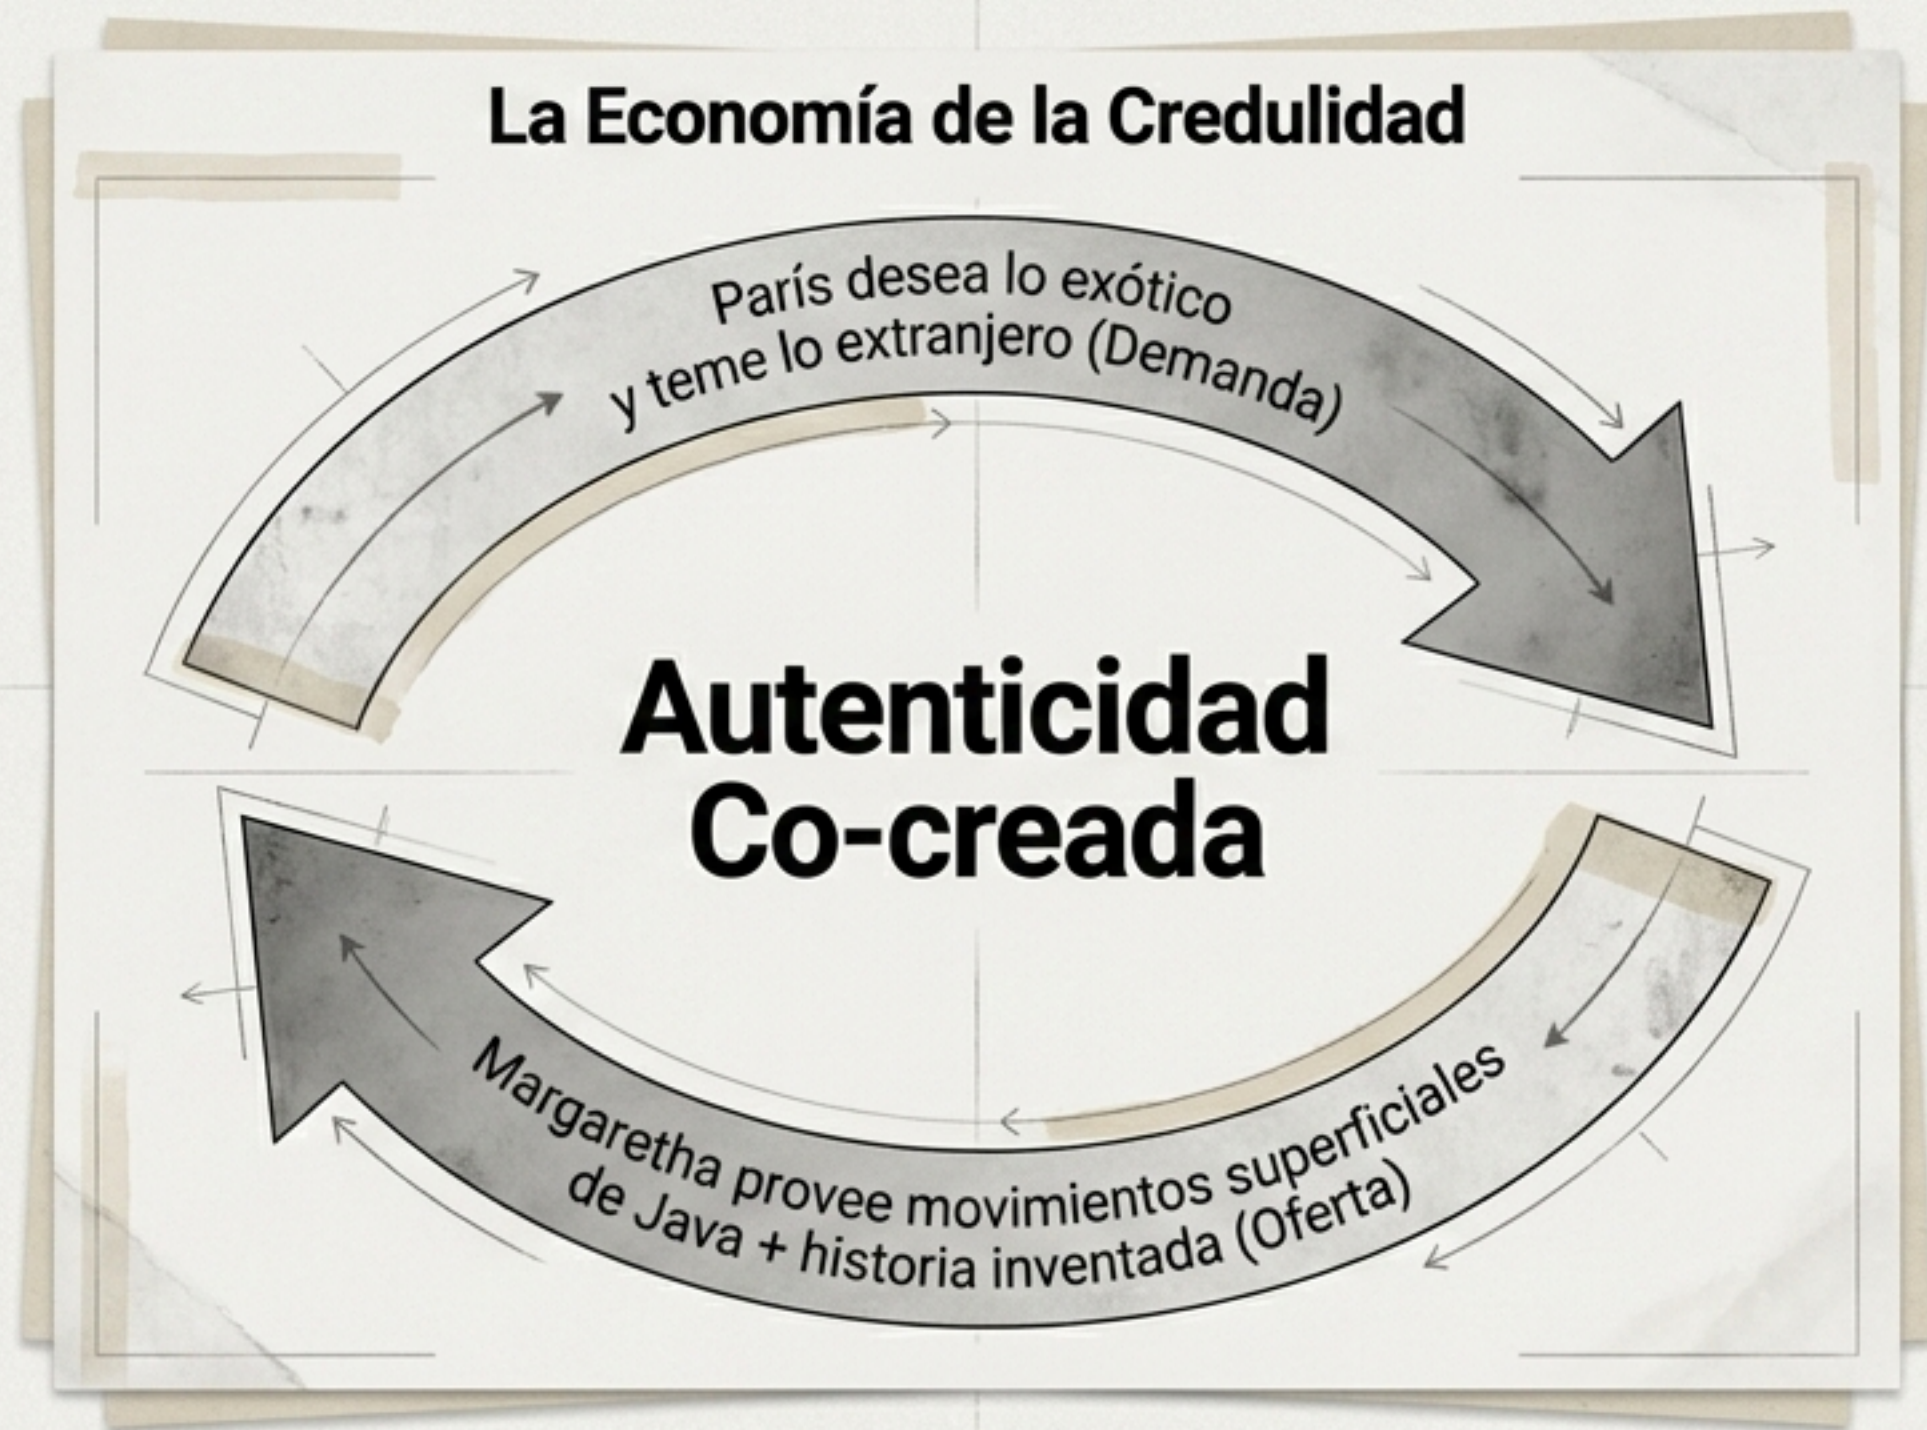 La Economía de la Credulidad
París desea lo exótico
y teme lo extranjero (Demanda)
Autenticidad
Co-creada
Margaretha provee movimientos superficiales
de Java + historia inventada (Oferta)